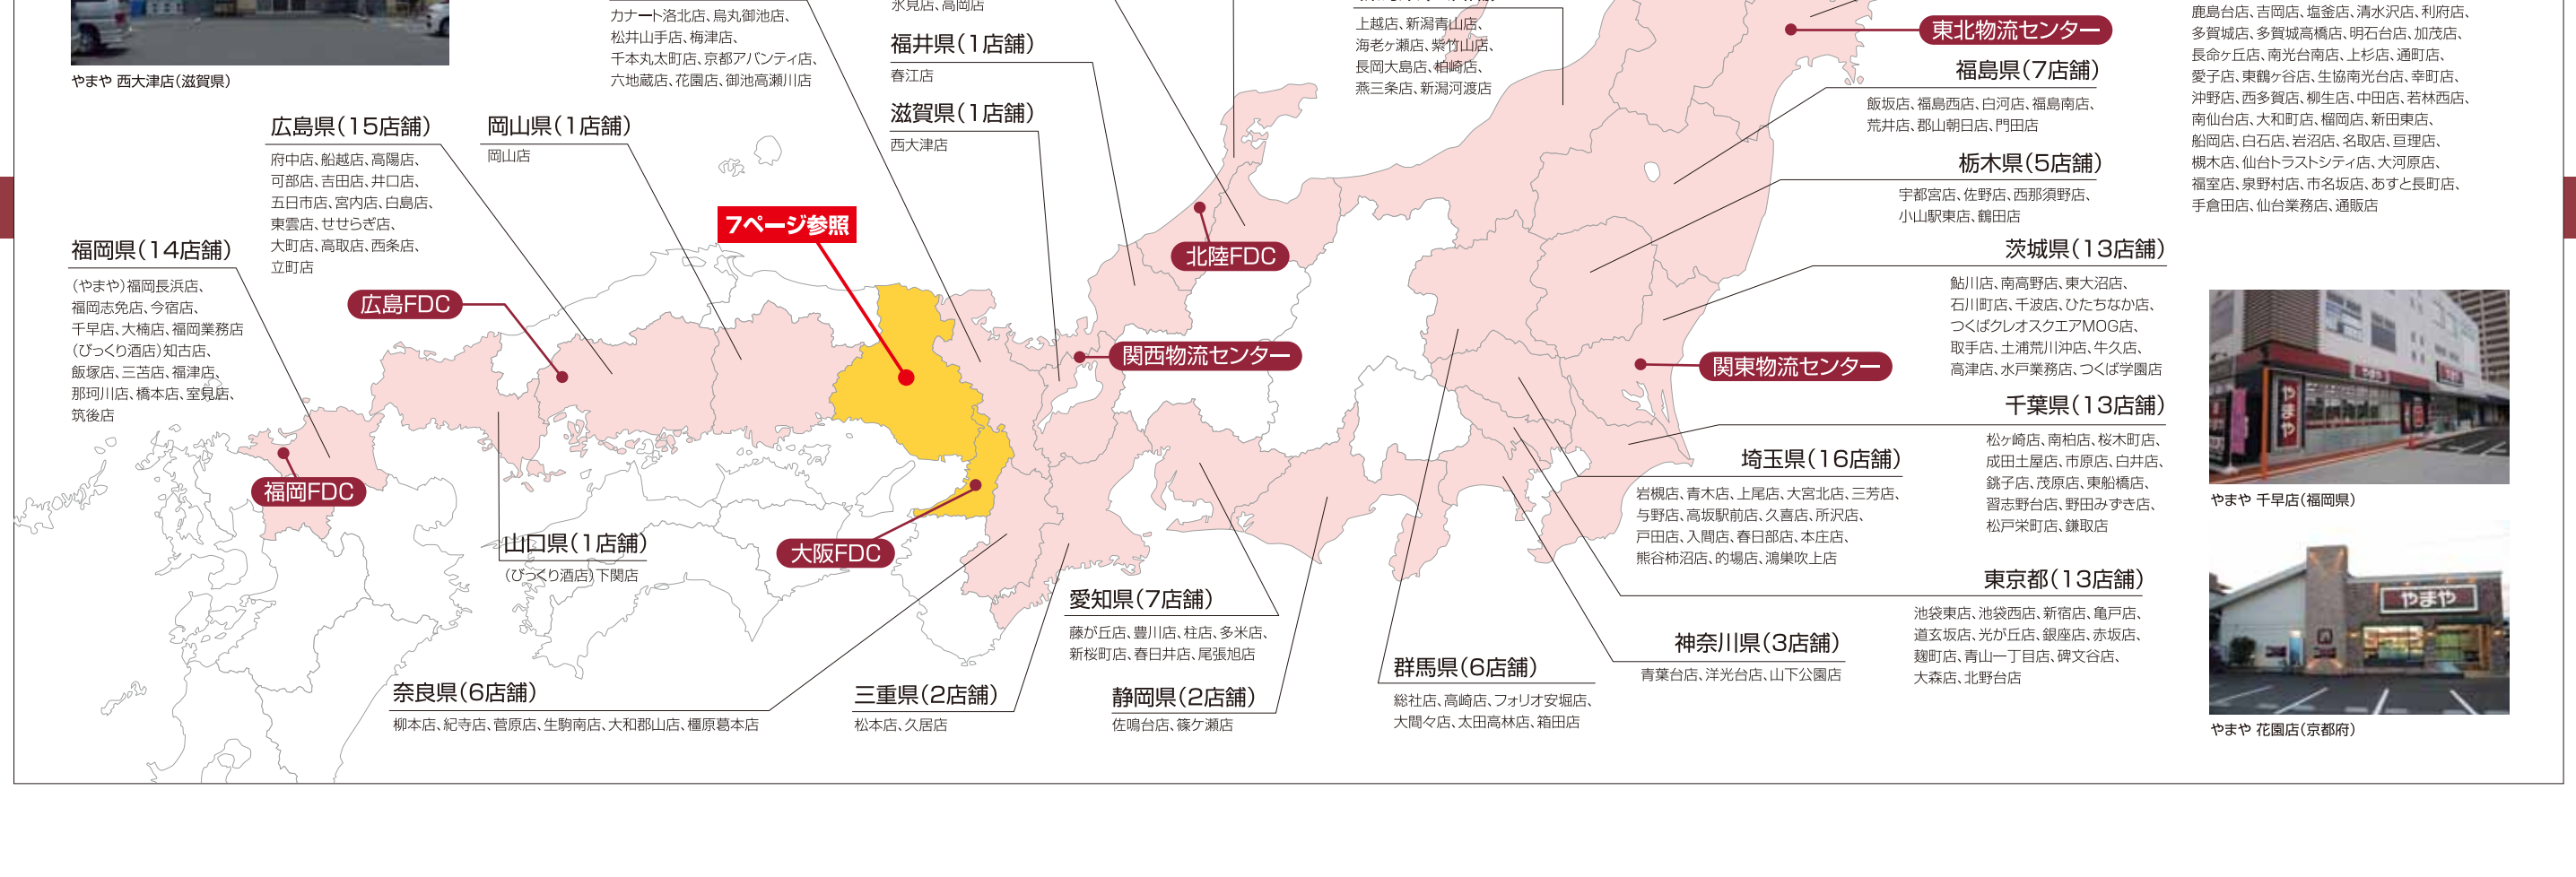 やまや 西大津店（滋賀県）
カナート洛北店、烏丸御池店、
松井山手店、梅津店、
千本丸太町店、京都アバンティ店、
六地蔵店、花園店、御池高瀬川店
氷見店、高岡店
福井県（1店舗）
春江店
滋賀県（1店舗）
西大津店
上越店、新潟青山店、
海老ヶ瀬店、紫竹山店、
長岡大島店、柏崎店、
燕三条店、新潟河渡店
東北物流センター
福島県（7店舗）
飯坂店、福島西店、白河店、福島南店、
荒井店、郡山朝日店、門田店
栃木県（5店舗）
宇都宮店、佐野店、西那須野店、
小山駅東店、鶴田店
茨城県（13店舗）
鮎川店、南高野店、東大沼店、
石川町店、千波店、ひたちなか店、
つくばクレオスクエアMOG店、
取手店、土浦荒川沖店、牛久店、
高津店、水戸業務店、つくば学園店
関東物流センター
千葉県（13店舗）
松ヶ崎店、南柏店、桜木町店、
成田土屋店、市原店、白井店、
銚子店、茂原店、東船橋店、
習志野台店、野田みずき店、
松戸栄町店、鎌取店
埼玉県（16店舗）
岩槻店、青木店、上尾店、大宮北店、三芳店、
与野店、高坂駅前店、久喜店、所沢店、
戸田店、入間店、春日部店、本庄店、
熊谷柿沼店、的場店、鴻巣吹上店
東京都（13店舗）
池袋東店、池袋西店、新宿店、亀戸店、
道玄坂店、光が丘店、銀座店、赤坂店、
麹町店、青山一丁目店、碑文谷店、
大森店、北野台店
神奈川県（3店舗）
青葉台店、洋光台店、山下公園店
群馬県（6店舗）
総社店、高崎店、フォリオ安堀店、
大間々店、太田高林店、箱田店
鹿島台店、吉岡店、塩釜店、清水沢店、利府店、
多賀城店、多賀城高橋店、明石台店、加茂店、
長命ヶ丘店、南光台南店、上杉店、通町店、
愛子店、東鶴ヶ谷店、生協南光台店、幸町店、
沖野店、西多賀店、柳生店、中田店、若林西店、
南仙台店、大和町店、榴岡店、新田東店、
船岡店、白石店、岩沼店、名取店、亘理店、
槻木店、仙台トラストシティ店、大河原店、
福室店、泉野村店、市名坂店、あすと長町店、
手倉田店、仙台業務店、通販店
やまや
やまや 千早店（福岡県）
やまや
やまや 花園店（京都府）
広島県（15店舗）
府中店、船越店、高陽店、
可部店、吉田店、井口店、
五日市店、宮内店、白島店、
東雲店、せせらぎ店、
大町店、高取店、西条店、
立町店
岡山県（1店舗）
岡山店
7ページ参照
北陸FDC
関西物流センター
広島FDC
福岡県（14店舗）
（やまや）福岡長浜店、
福岡志免店、今宿店、
千早店、大楠店、福岡業務店
（びっくり酒店）知古店、
飯塚店、三苫店、福津店、
那珂川店、橋本店、室見店、
筑後店
福岡FDC
山口県（1店舗）
（びっくり酒店）下関店
大阪FDC
奈良県（6店舗）
柳本店、紀寺店、菅原店、生駒南店、大和郡山店、橿原葛本店
三重県（2店舗）
松本店、久居店
愛知県（7店舗）
藤が丘店、豊川店、柱店、多米店、
新桜町店、春日井店、尾張旭店
静岡県（2店舗）
佐鳴台店、篠ケ瀬店